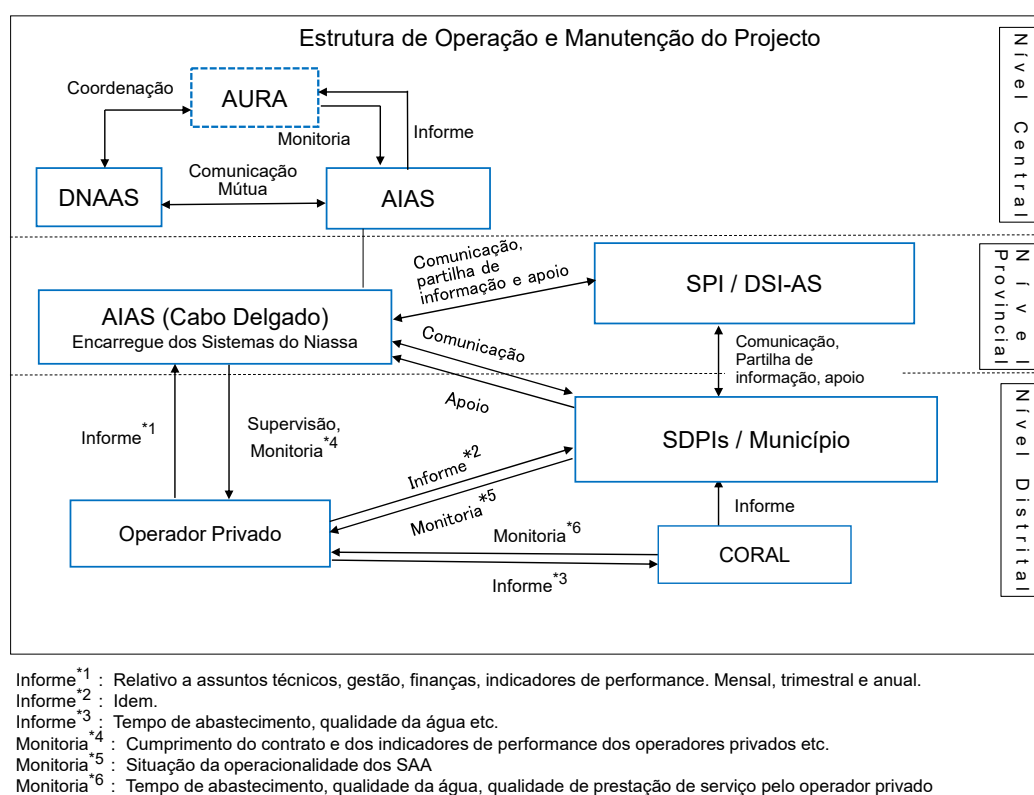 Estrutura de Operação e Manutenção do Projecto
Nível Central
Coordenação
AURA
Monitoria
Informe
DNAAS
Comunicação
Mútua
AIAS
Nível
Provincial
Comunicação,
partilha de
informação e apoio
SPI / DSI-AS
AIAS (Cabo Delgado)
Encarregue dos Sistemas do Niassa
Comunicação
Comunicação,
Partilha de
informação, apoio
Nível Distrital
Apoio
SDPIs / Município
Informe*1
Supervisão,
Monitoria*4
Informe*2
Monitoria*5
Operador Privado
Monitoria*6
Informe
CORAL
Informe*3
Informe*1 : Relativo a assuntos técnicos, gestão, finanças, indicadores de performance. Mensal, trimestral e anual.
Informe*2 : Idem.
Informe*3 : Tempo de abastecimento, qualidade da água etc.
Monitoria*4 : Cumprimento do contrato e dos indicadores de performance dos operadores privados etc.
Monitoria*5 : Situação da operacionalidade dos SAA
Monitoria*6 : Tempo de abastecimento, qualidade da água, qualidade de prestação de serviço pelo operador privado